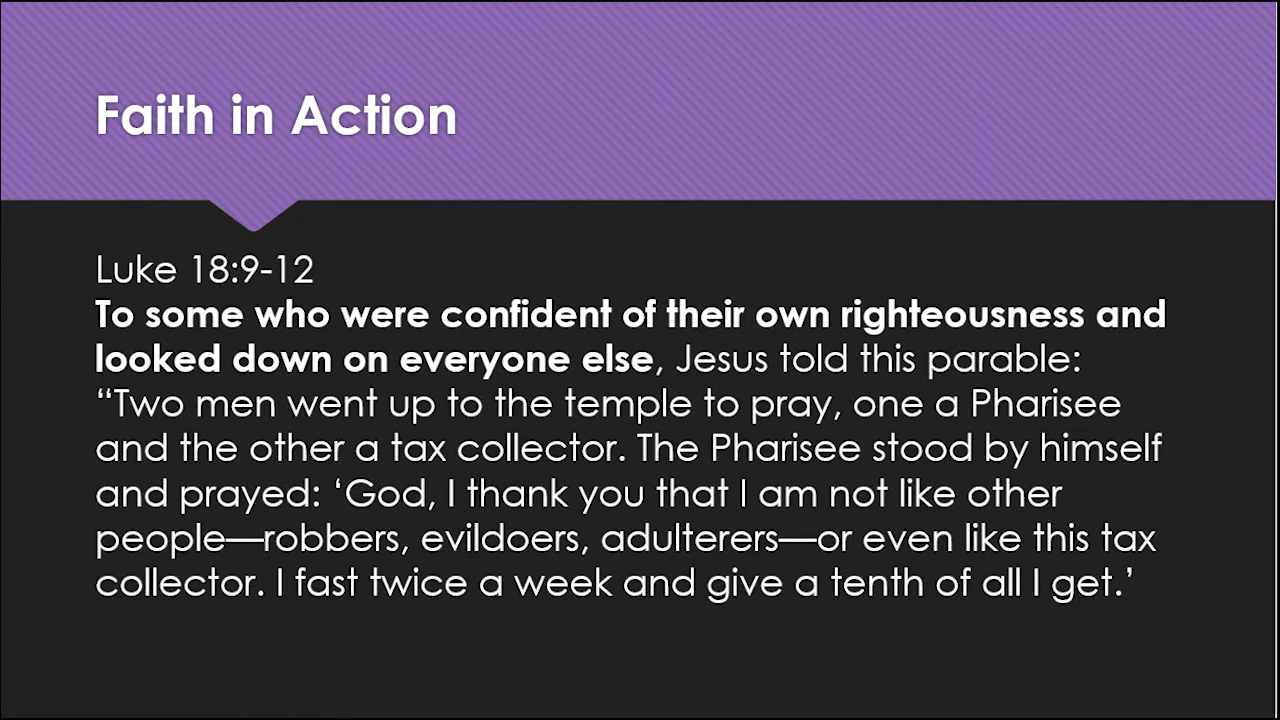 Faith in Action
Luke 18:9-12
To some who were confident of their own righteousness and
looked down on everyone else, Jesus told this parable:
“Two men went up to the temple to pray, one a Pharisee
and the other a tax collector. The Pharisee stood by himself
and prayed: ‘God, I thank you that I am not like other
people—robbers, evildoers, adulterers—or even like this tax
collector. I fast twice a week and give a tenth of all I get.’